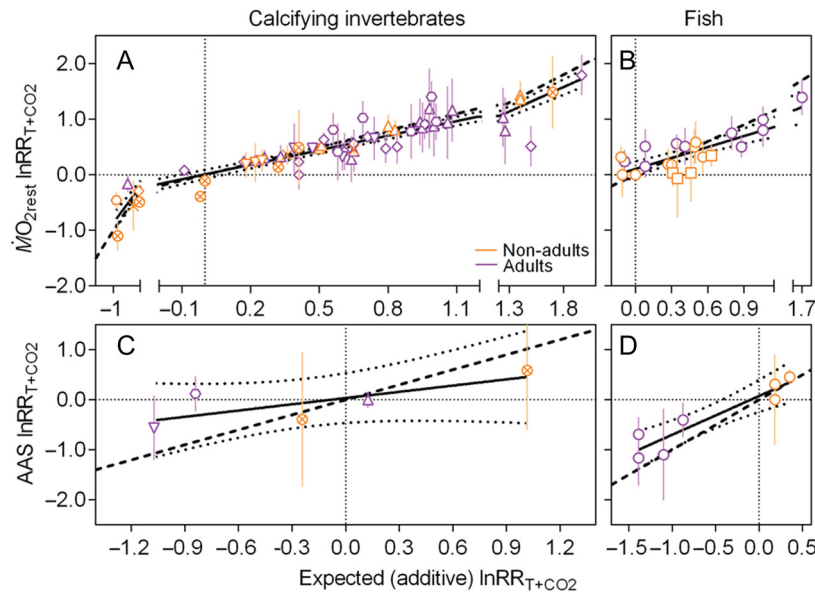 Calcifying invertebrates Fish
A B
ṀO2rest lnRRT+CO2
2.0
1.0
0.0
−1.0
−2.0
Non-adults
Adults
−1 −0.1 0.2 0.5 0.8 1.1 1.3 1.8 0.0 0.3 0.6 0.9 1.7
C D
AAS lnRRT+CO2
1.0
0.0
−1.0
−2.0
−1.2 −0.9 −0.6 −0.3 0.0 0.3 0.6 0.9 1.2 −1.5 −1.0 −0.5 0.0 0.5
Expected (additive) lnRRT+CO2